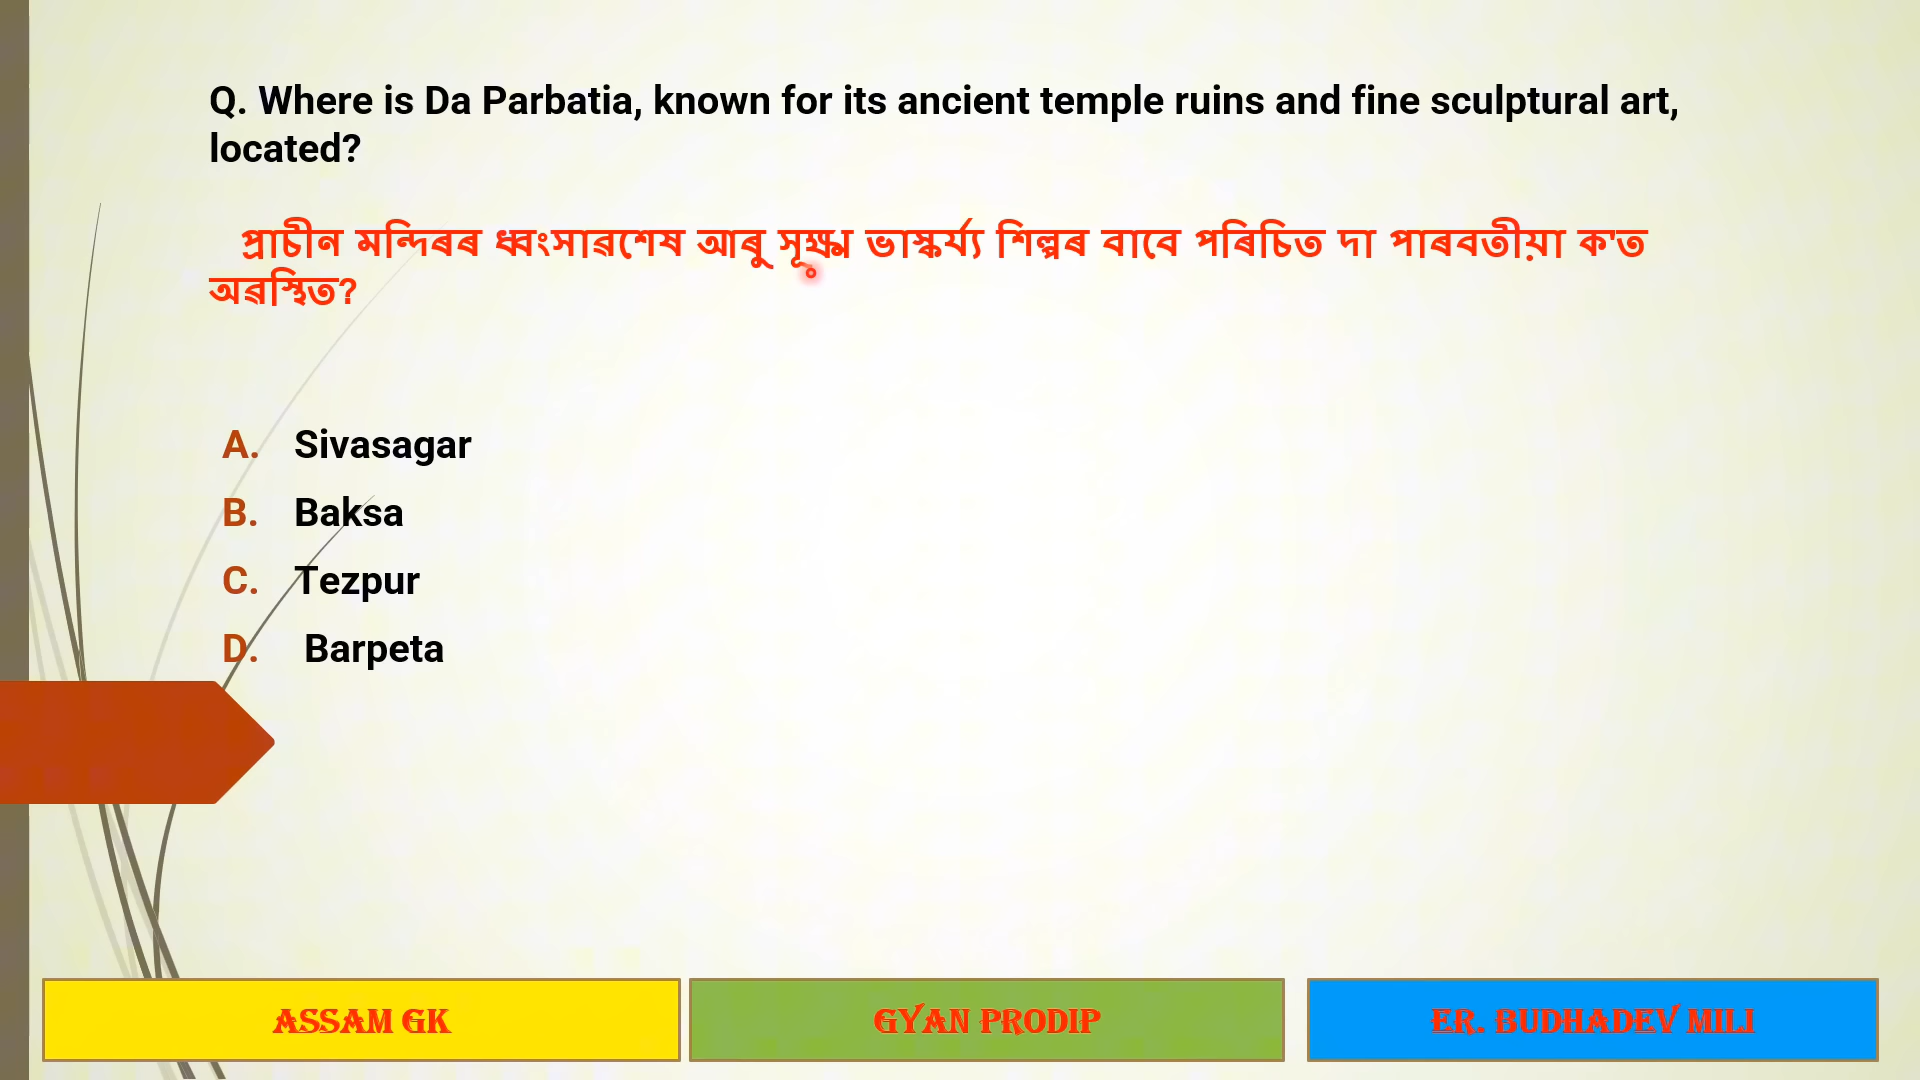 Q. Where is Da Parbatia, known for its ancient temple ruins and fine sculptural art,
located?
প্ৰাচীন মন্দিৰৰ ধ্বংসাৱশেষ আৰু সূক্ষ্ম ভাস্কৰ্য্য শিল্পৰ বাবে পৰিচিত দা পাৰবতীয়া ক'ত
অৱস্থিত?
A. Sivasagar
B. Baksa
C. Tezpur
D. Barpeta
ASSAM GK
GYAN PRODIP
ER. BUDHADEV MILI